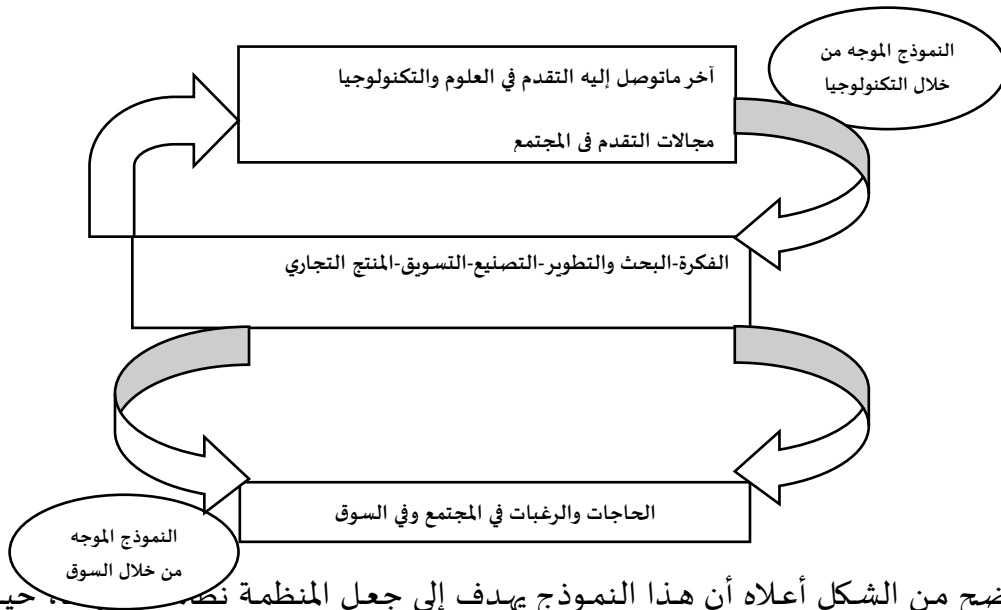 النموذج الموجه من
خلال التكنولوجيا
آخر ماتوصل إليه التقدم في العلوم والتكنولوجيا
مجالات التقدم في المجتمع
الفكرة-البحث والتطوير-التصنيع-التسويق-المنتج التجاري
الحاجات والرغبات في المجتمع وفي السوق
النموذج الموجه
من خلال السوق
من الشكل أعلاه أن هذا النموذج يهدف إلى جعل المنظمة